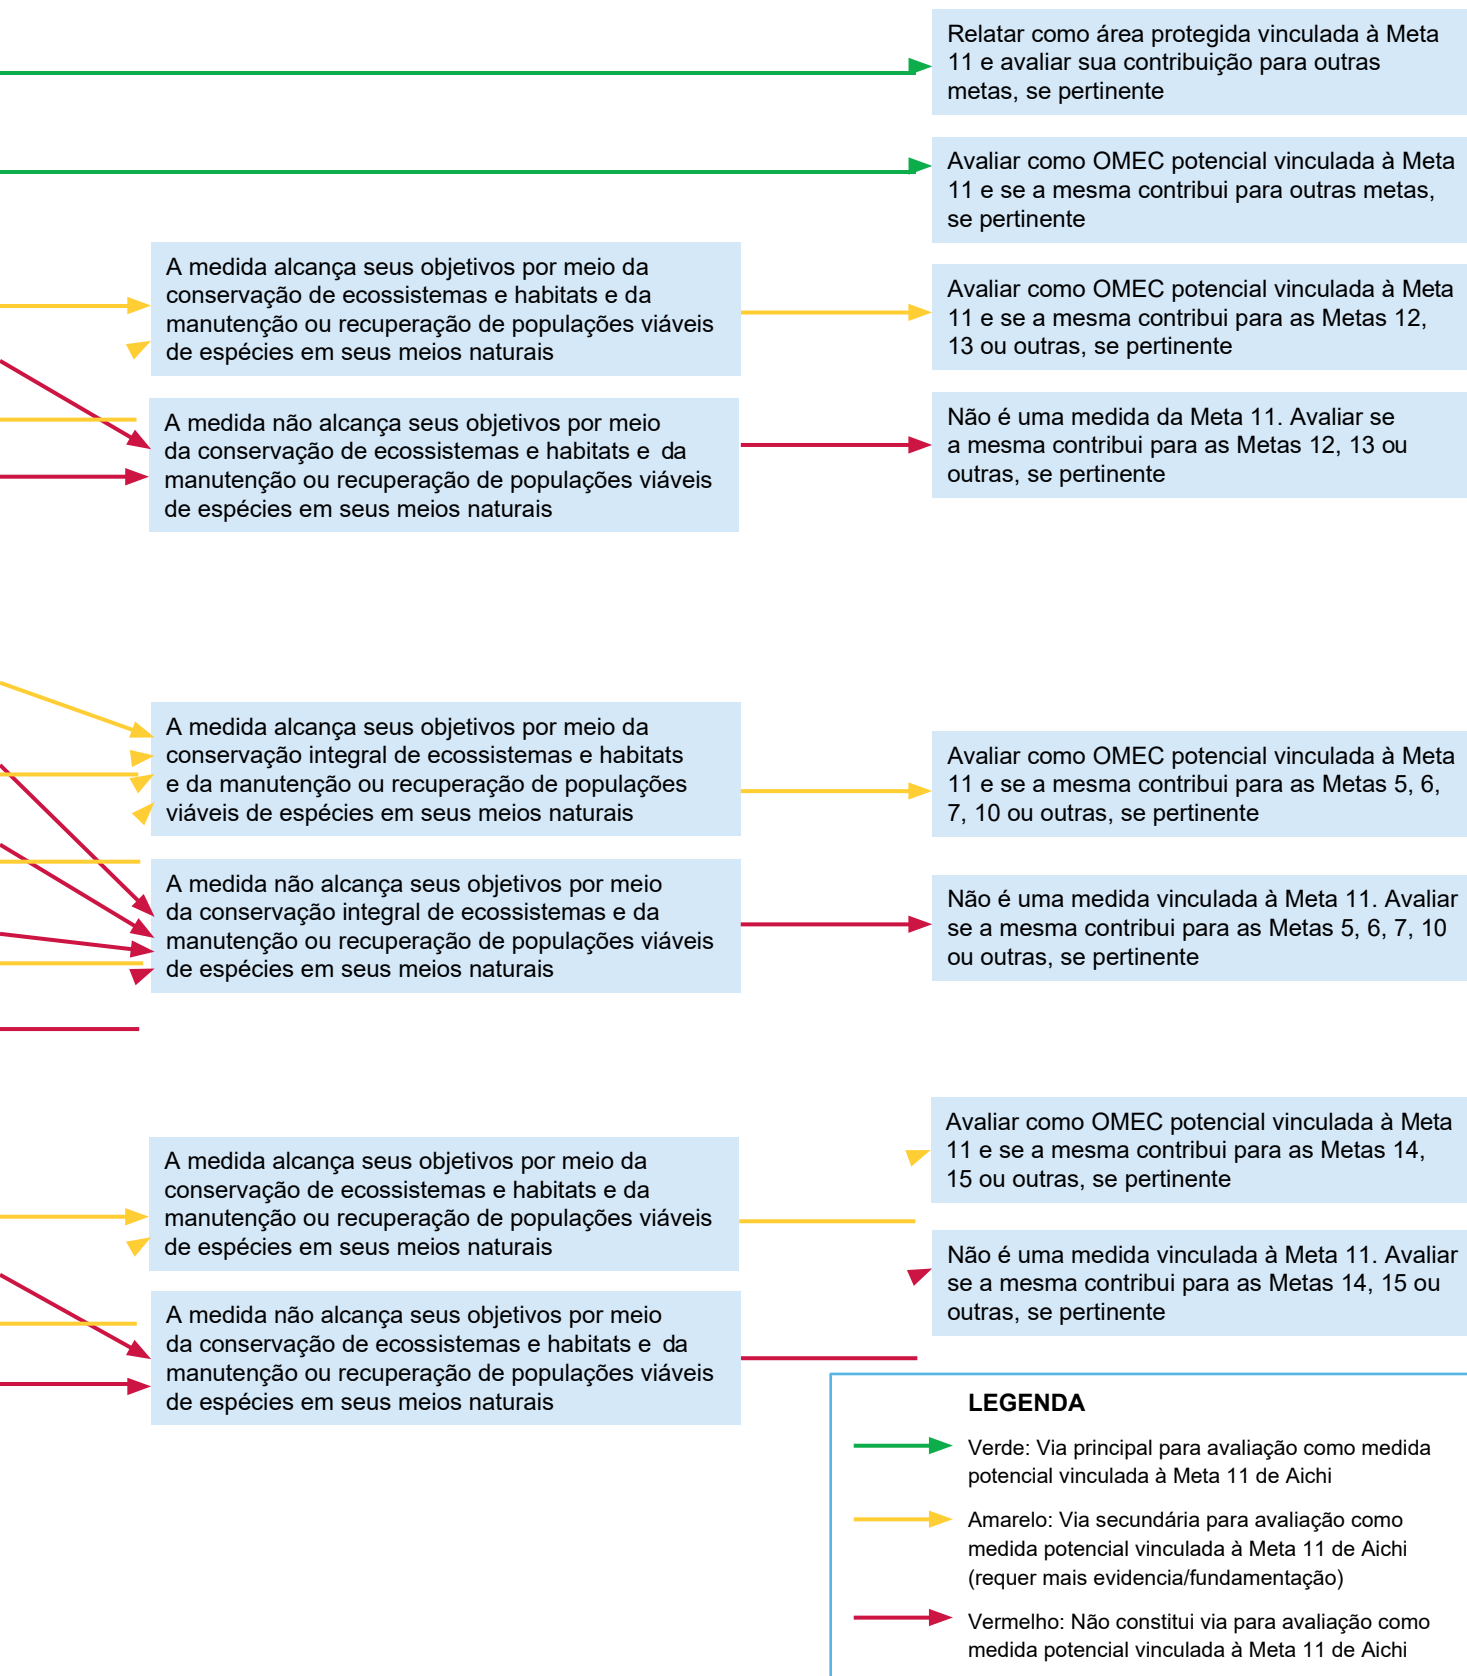 Relatar como área protegida vinculada à Meta
11 e avaliar sua contribuição para outras
metas, se pertinente
Avaliar como OMEC potencial vinculada à Meta
11 e se a mesma contribui para outras metas,
se pertinente
A medida alcança seus objetivos por meio da
conservação de ecossistemas e habitats e da
manutenção ou recuperação de populações viáveis
de espécies em seus meios naturais
Avaliar como OMEC potencial vinculada à Meta
11 e se a mesma contribui para as Metas 12,
13 ou outras, se pertinente
A medida não alcança seus objetivos por meio
da conservação de ecossistemas e habitats e da
manutenção ou recuperação de populações viáveis
de espécies em seus meios naturais
Não é uma medida da Meta 11. Avaliar se
a mesma contribui para as Metas 12, 13 ou
outras, se pertinente
A medida alcança seus objetivos por meio da
conservação integral de ecossistemas e habitats
e da manutenção ou recuperação de populações
viáveis de espécies em seus meios naturais
Avaliar como OMEC potencial vinculada à Meta
11 e se a mesma contribui para as Metas 5, 6,
7, 10 ou outras, se pertinente
A medida não alcança seus objetivos por meio
da conservação integral de ecossistemas e da
manutenção ou recuperação de populações viáveis
de espécies em seus meios naturais
Não é uma medida vinculada à Meta 11. Avaliar
se a mesma contribui para as Metas 5, 6, 7, 10
ou outras, se pertinente
A medida alcança seus objetivos por meio da
conservação de ecossistemas e habitats e da
manutenção ou recuperação de populações viáveis
de espécies em seus meios naturais
Avaliar como OMEC potencial vinculada à Meta
11 e se a mesma contribui para as Metas 14,
15 ou outras, se pertinente
A medida não alcança seus objetivos por meio
da conservação de ecossistemas e habitats e da
manutenção ou recuperação de populações viáveis
de espécies em seus meios naturais
Não é uma medida vinculada à Meta 11. Avaliar
se a mesma contribui para as Metas 14, 15 ou
outras, se pertinente
LEGENDA
Verde: Via principal para avaliação como medida
potencial vinculada à Meta 11 de Aichi
Amarelo: Via secundária para avaliação como
medida potencial vinculada à Meta 11 de Aichi
(requer mais evidencia/fundamentação)
Vermelho: Não constitui via para avaliação como
medida potencial vinculada à Meta 11 de Aichi